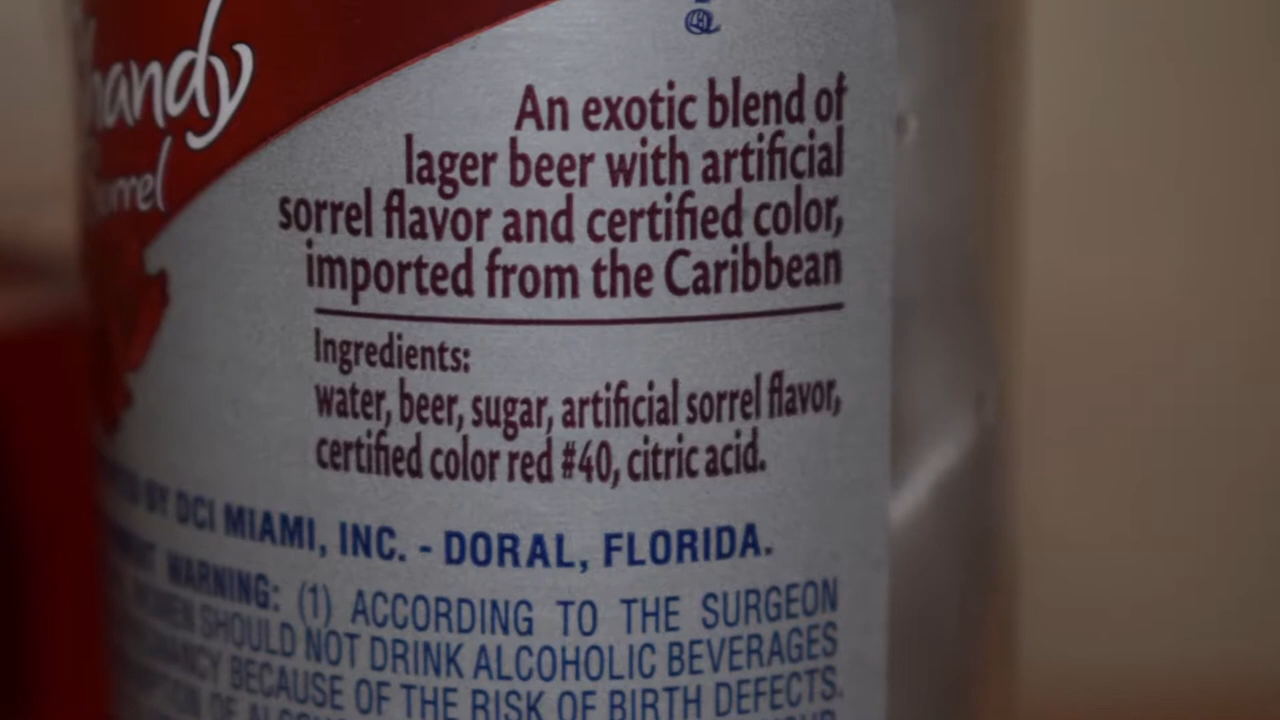 An exotic blend of
lager beer with artificial
sorrel flavor and certified color,
imported from the Caribbean
Ingredients:
water, beer, sugar, artificial sorrel flavor,
certified color red #40, citric acid.
BY DCI MIAMI, INC. - DORAL, FLORIDA.
WARNING: (1) ACCORDING TO THE SURGEON
SHOULD NOT DRINK ALCOHOLIC BEVERAGES
BECAUSE OF THE RISK OF BIRTH DEFECTS.